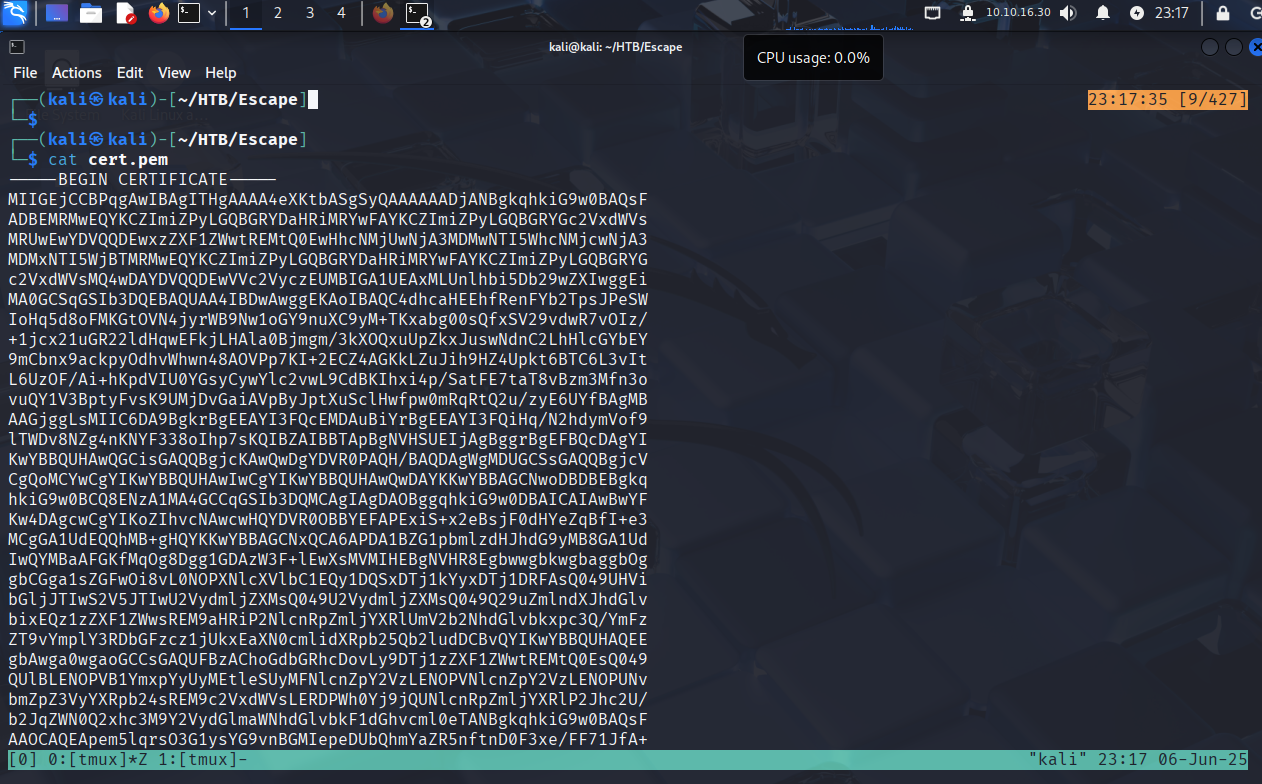 1 2 3 4 2 10.10.16.30 23:17
kali@kali: ~/HTB/Escape
CPU usage: 0.0%
File Actions Edit View Help
┌──(kali㉿kali)-[~/HTB/Escape] 23:17:35 [9/427]
└─$
┌──(kali㉿kali)-[~/HTB/Escape]
└─$ cat cert.pem
-----BEGIN CERTIFICATE-----
MIIGEjCCBPqgAwIBAgITHgAAAA4eXKtbASgSyQAAAAAADjANBgkqhkiG9w0BAQsF
ADBEMRMwEQYKCZImiZPyLGQBGRYDaHRiMRYwFAYKCZImiZPyLGQBGRYGc2VxdWVs
MRUwEwYDVQQDEwxzZXF1ZWwtREMtQ0EwHhcNMjUwNjA3MDMwNTI5WhcNMjcwNjA3
MDMxNTI5WjBTMRMwEQYKCZImiZPyLGQBGRYDaHRiMRYwFAYKCZImiZPyLGQBGRYG
c2VxdWVsMQ4wDAYDVQQDEwVVc2VyczEUMBIGA1UEAxMLUnlhbi5Db29wZXIwggEi
MA0GCSqGSIb3DQEBAQUAA4IBDwAwggEKAoIBAQC4dhcaHEEhfRenFYb2TpsJPeSW
IoHq5d8oFMKGtOVN4jyrWB9Nw1oGY9nuXC9yM+TKxabg00sQfxSV29vdwR7vOIz/
+1jcx21uGR22ldHqwEFkjLHAla0Bjmgm/3kXOQxuUpZkxJuswNdnC2LhHlcGYbEY
9mCbnx9ackpyOdhvWhwn48AOVPp7KI+2ECZ4AGKkLZuJih9HZ4Upkt6BTC6L3vIt
L6UzOF/Ai+hKpdVIU0YGsyCywYlc2vwL9CdBKIhxi4p/SatFE7taT8vBzm3Mfn3o
vuQY1V3BptyFvsK9UMjDvGaiAVpByJptXuSclHwfpw0mRqRtQ2u/zyE6UYfBAgMB
AAGjggLsMIIC6DA9BgkrBgEEAYI3FQcEMDAuBiYrBgEEAYI3FQiHq/N2hdymVof9
lTWDv8NZg4nKNYF338oIhp7sKQIBZAIBBTApBgNVHSUEIjAgBggrBgEFBQcDAgYI
KwYBBQUHAwQGCisGAQQBgjcKAwQwDgYDVR0PAQH/BAQDAgWgMDUGCSsGAQQBgjcV
CgQoMCYwCgYIKwYBBQUHAwIwCgYIKwYBBQUHAwQwDAYKKwYBBAGCNwoDBDBEBgkq
hkiG9w0BCQ8ENzA1MA4GCCqGSIb3DQMCAgIAgDAOBggqhkiG9w0DBAICAIAwBwYF
Kw4DAgcwCgYIKoZIhvcNAwcwHQYDVR0OBBYEFAPExiS+x2eBsjF0dHYeZqBfI+e3
MCgGA1UdEQQhMB+gHQYKKwYBBAGCNxQCA6APDA1BZG1pbmlzdHJhdG9yMB8GA1Ud
IwQYMBaAFGKfMqOg8Dgg1GDAzW3F+lEwXsMVMIHEBgNVHR8Egbwwgbkwgbaggb0g
gbCGga1sZGFwOi8vL0NOPXNlcXVlbC1EQy1DQSxDTj1kYyxDTj1DRFAsQ049UHVi
bGljJTIwS2V5JTIwU2VydmljZXMsQ049U2VydmljZXMsQ049Q29uZmlndXJhdGlv
bixEQz1zZXF1ZWwsREM9aHRiP2NlcnRpZmljYXRlUmV2b2NhdGlvbkxpc3Q/YmFz
ZT9vYmplY3RDbGFzcz1jUkxEaXN0cmlidXRpb25Qb2ludDCBvQYIKwYBBQUHAQEE
gbAwga0wgaoGCCsGAQUFBzAChoGdbGRhcDovLy9DTj1zZXF1ZWwtREMtQ0EsQ049
QUlBLENOPVB1YmxpYyUyMEtleSUyMFNlcnZpY2VzLENOPVNlcnZpY2VzLENOPUNv
bmZpZ3VyYXRpb24sREM9c2VxdWVsLERDPWh0Yj9jQUNlcnRpZmljYXRlP2Jhc2U/
b2JqZWN0Q2xhc3M9Y2VydGlmaWNhdGlvbkF1dGhvcml0eTANBgkqhkiG9w0BAQsF
AAOCAQEApem5lqrsO3G1ysYG9vnBGMIepeDUbQhmYaZR5nftnD0F3xe/FF71JfA+
[0] 0:[tmux]*Z 1:[tmux]- "kali" 23:17 06-Jun-25